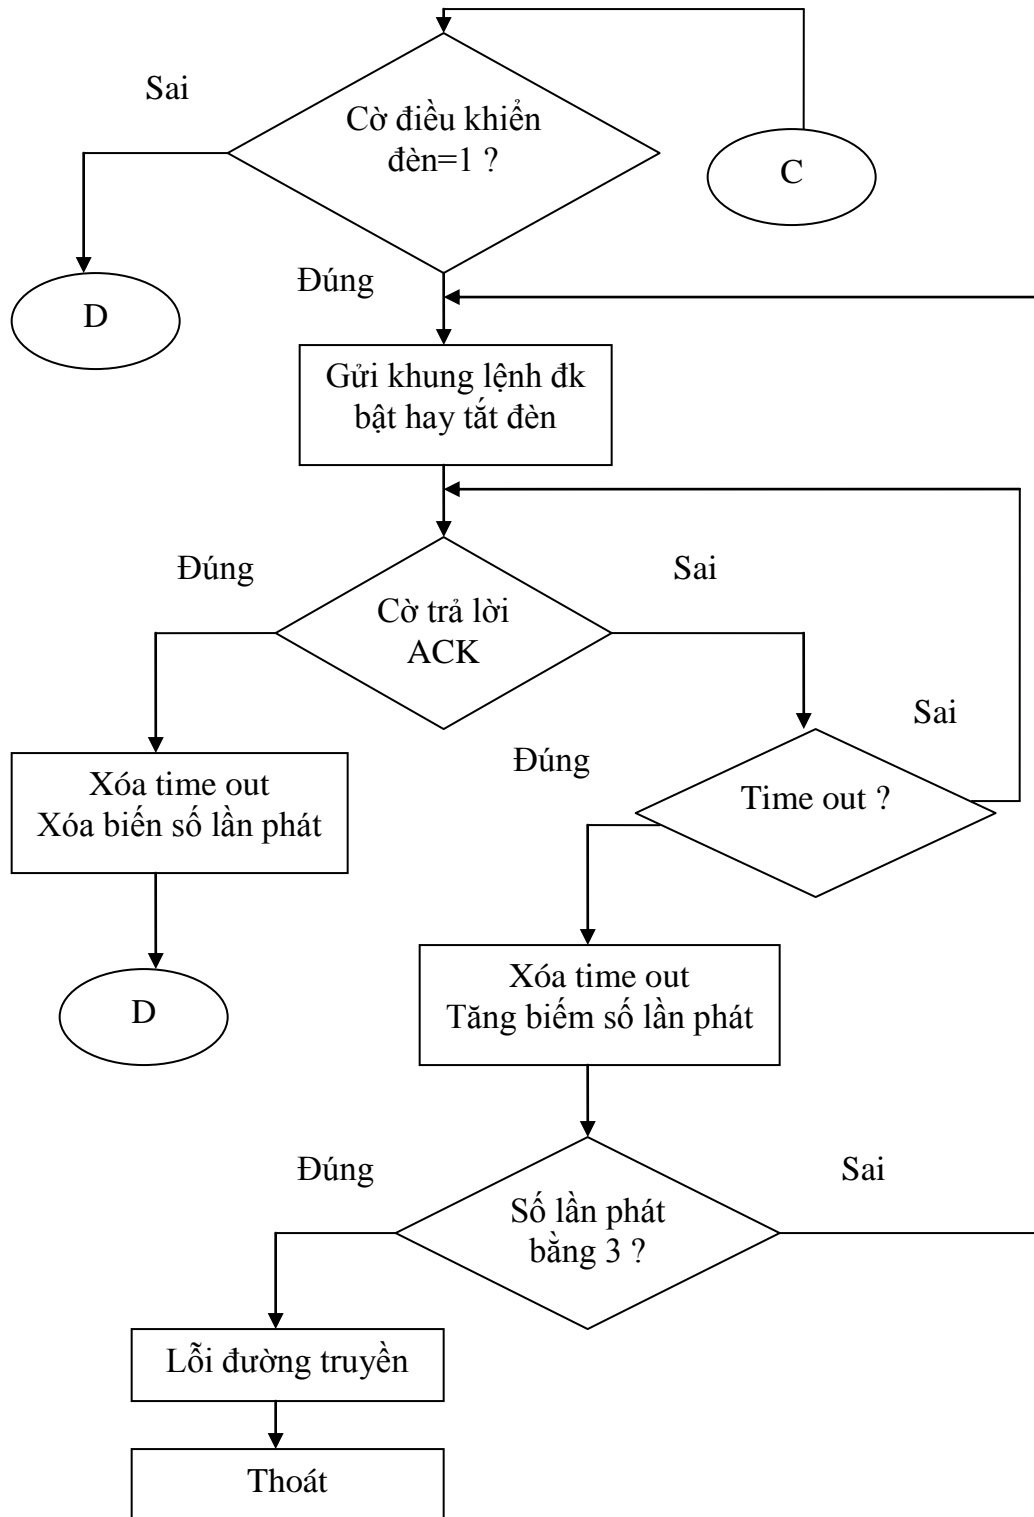 Sai
Cờ điều khiển
đèn=1 ?
C
Đúng
D
Gửi khung lệnh đk
bật hay tắt đèn
Đúng
Sai
Cờ trả lời
ACK
Sai
Đúng
Time out ?
Xóa time out
Xóa biến số lần phát
Xóa time out
Tăng biếm số lần phát
D
Đúng
Sai
Số lần phát
bằng 3 ?
Lỗi đường truyền
Thoát